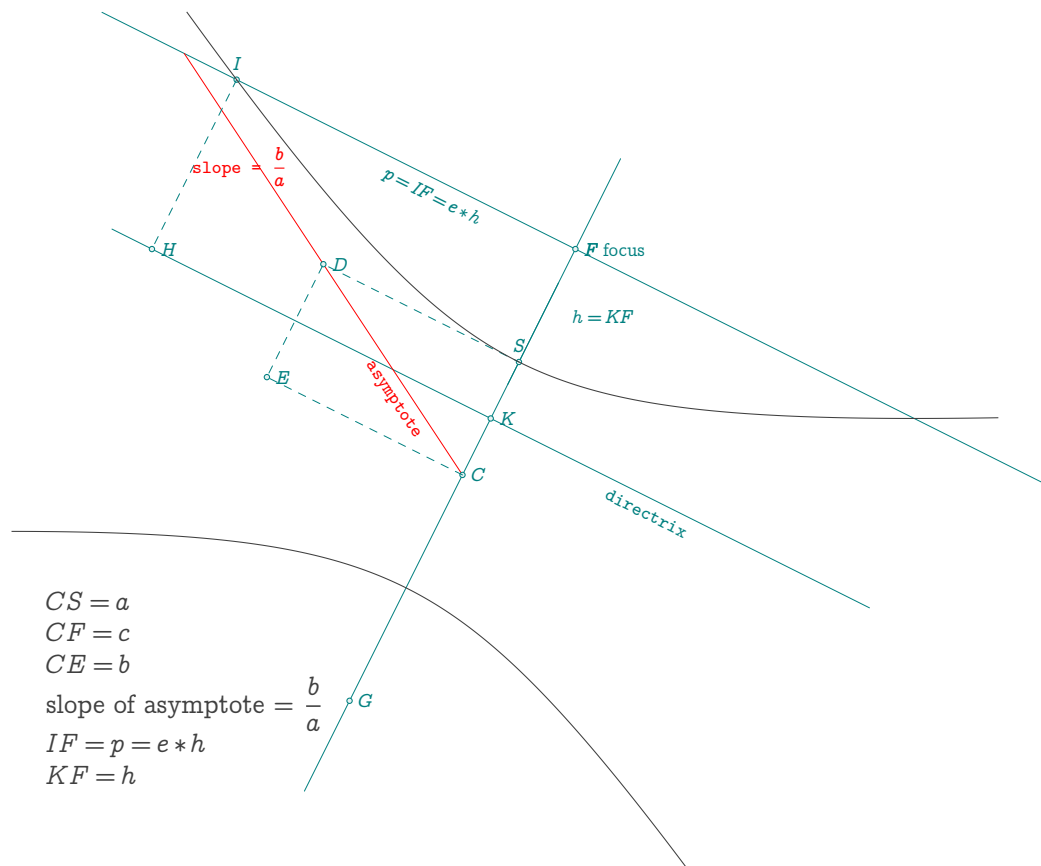 I
slope = b/a
p = IF = e * h
H
F focus
D
h = KF
S
E
asymptote
K
C
directrix
CS = a
CF = c
CE = b
slope of asymptote = b/a
G
IF = p = e * h
KF = h